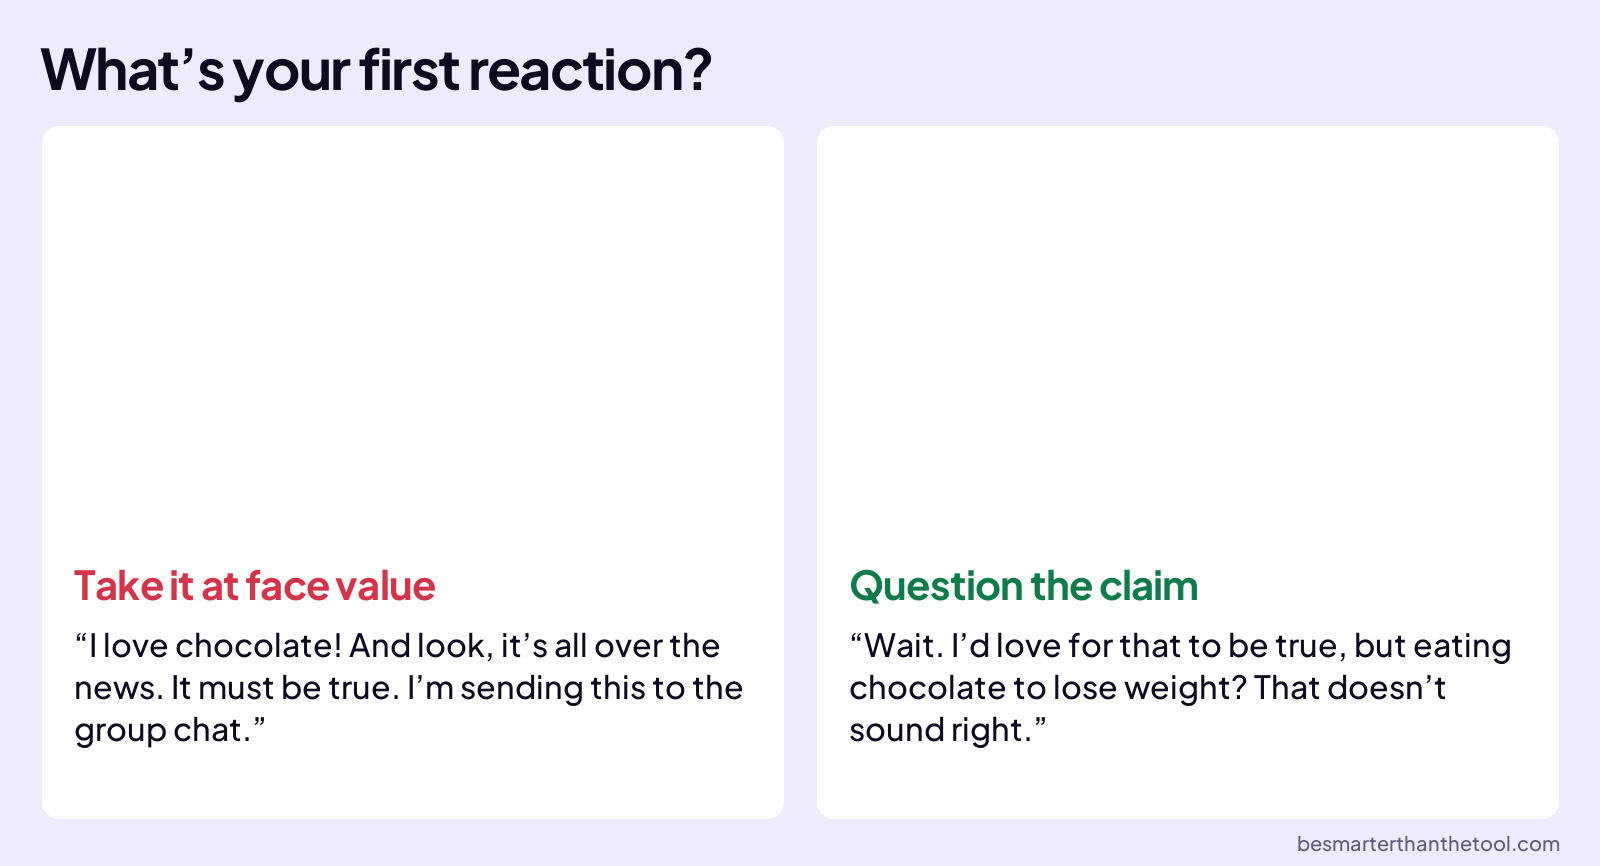 What’s your first reaction?
Take it at face value
“I love chocolate! And look, it’s all over the
news. It must be true. I’m sending this to the
group chat.”
Question the claim
“Wait. I’d love for that to be true, but eating
chocolate to lose weight? That doesn’t
sound right.”
besmarterthanthetool.com